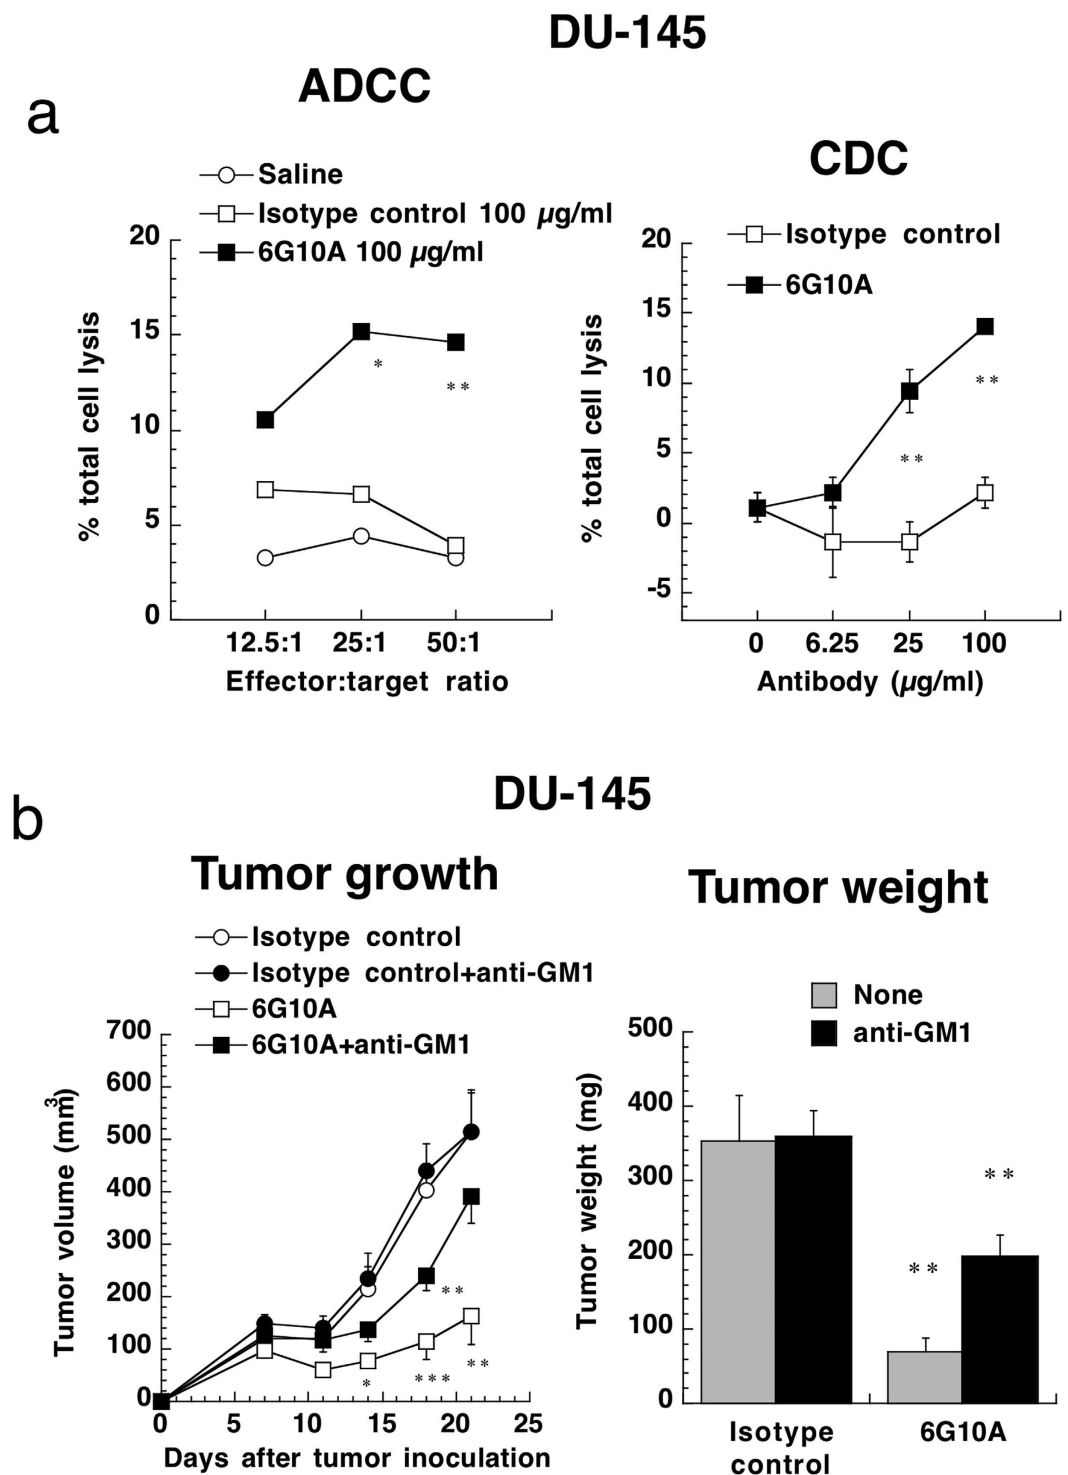 DU-145
a
ADCC
Saline
Isotype control 100 µg/ml
6G10A 100 µg/ml
20
15
10
5
0
% total cell lysis
*
**
12.5:1 25:1 50:1
Effector:target ratio
CDC
Isotype control
6G10A
20
15
10
5
0
-5
% total cell lysis
**
**
0 6.25 25 100
Antibody (µg/ml)
b
DU-145
Tumor growth
Isotype control
Isotype control+anti-GM1
6G10A
6G10A+anti-GM1
700
600
500
400
300
200
100
0
Tumor volume (mm3)
**
*
***
**
0 5 10 15 20 25
Days after tumor inoculation
Tumor weight
None
anti-GM1
500
400
300
200
100
0
Tumor weight (mg)
**
**
Isotype
control
6G10A